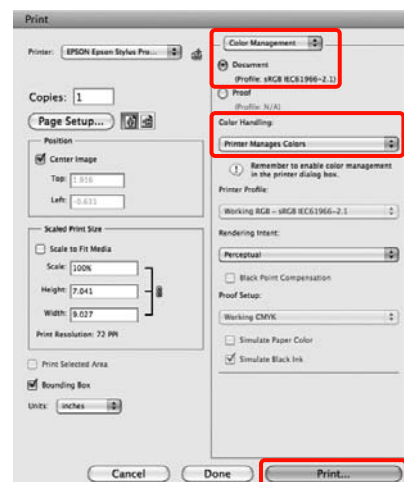 Print
Printer: EPSON Epson Stylus Pro...
Copies: 1
Page Setup...
Position
Center Image
Top: 1.016
Left: -0.631
Scaled Print Size
Scale to Fit Media
Scale: 100%
Height: 7.041
Width: 9.027
Print Resolution: 72 PPI
Print Selected Area
Bounding Box
Units: inches
Color Management
Document
(Profile: sRGB IEC61966-2.1)
Proof
(Profile: N/A)
Color Handling:
Printer Manages Colors
Remember to enable color management
in the printer dialog box.
Printer Profile:
Working RGB - sRGB IEC61966-2.1
Rendering Intent:
Perceptual
Black Point Compensation
Proof Setup:
Working CMYK
Simulate Paper Color
Simulate Black Ink
Cancel
Done
Print...